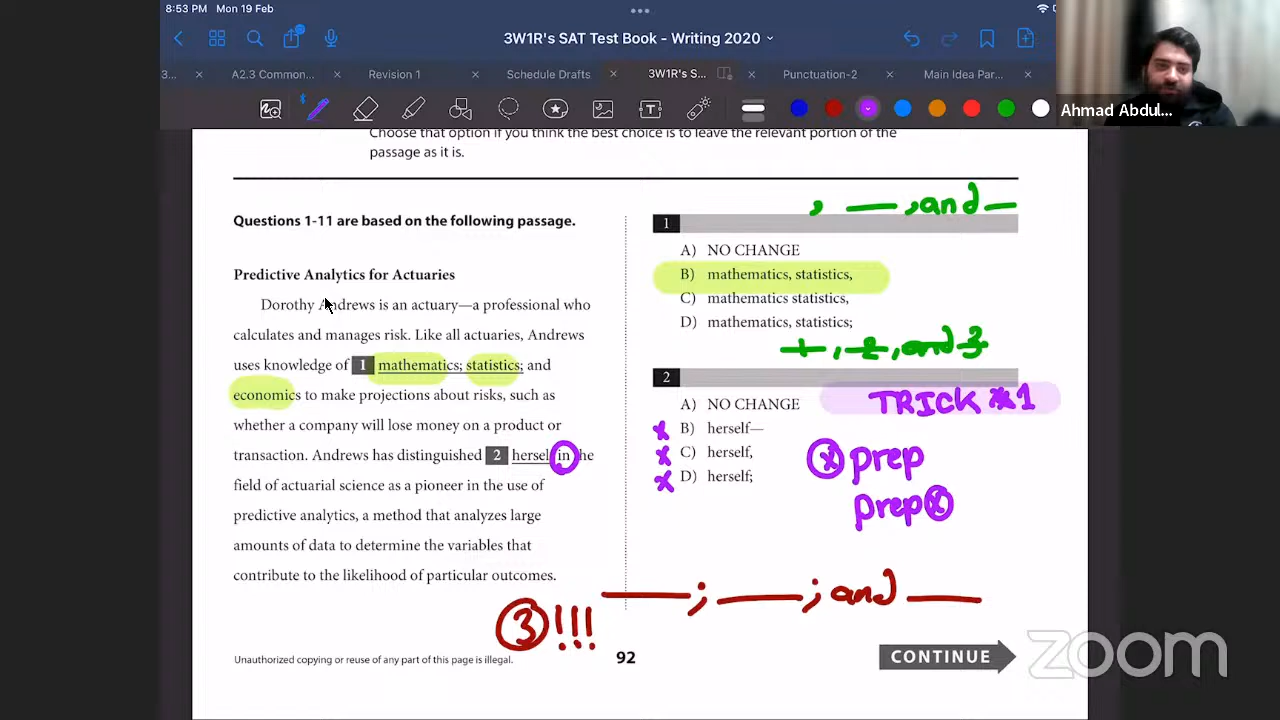 8:53 PM Mon 19 Feb
3W1R's SAT Test Book - Writing 2020
3... A2.3 Common... Revision 1 Schedule Drafts 3W1R's S... Punctuation-2 Main Idea Par...
Ahmad Abdul...
Choose that option if you think the best choice is to leave the relevant portion of the
passage as it is.
Questions 1-11 are based on the following passage.
Predictive Analytics for Actuaries
Dorothy Andrews is an actuary—a professional who
calculates and manages risk. Like all actuaries, Andrews
uses knowledge of 1 mathematics; statistics; and
economics to make projections about risks, such as
whether a company will lose money on a product or
transaction. Andrews has distinguished 2 herself in the
field of actuarial science as a pioneer in the use of
predictive analytics, a method that analyzes large
amounts of data to determine the variables that
contribute to the likelihood of particular outcomes.
, __ , and __
1
A) NO CHANGE
B) mathematics, statistics,
C) mathematics statistics,
D) mathematics, statistics;
1, 2, and 3
2
A) NO CHANGE
TRICK #1
x B) herself—
x C) herself,
x D) herself;
x prep
prep x
__ ; __ ; and __
3 !!!
Unauthorized copying or reuse of any part of this page is illegal.
92
CONTINUE
zoom